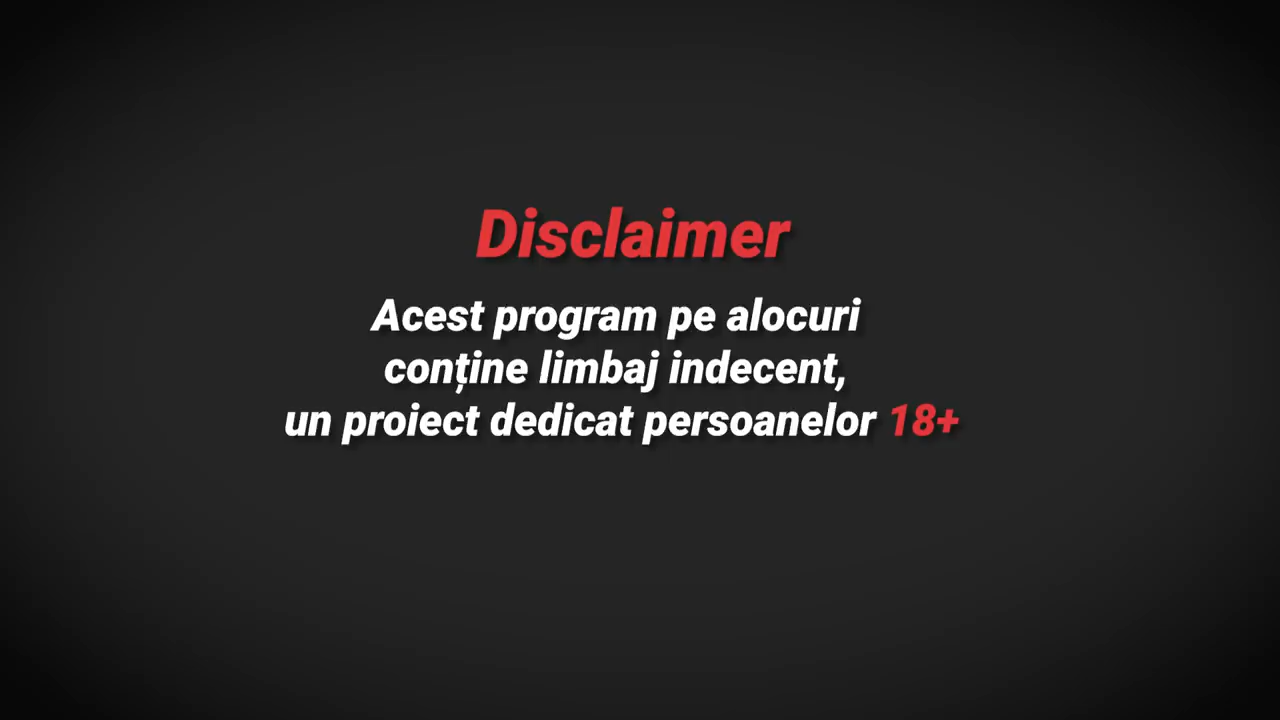 Disclaimer
Acest program pe alocuri
conține limbaj indecent,
un proiect dedicat persoanelor 18+